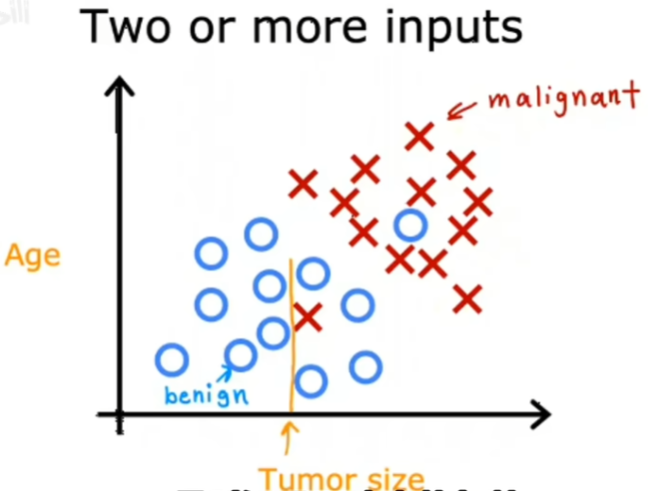 Two or more inputs
malignant
Age
benign
Tumor size